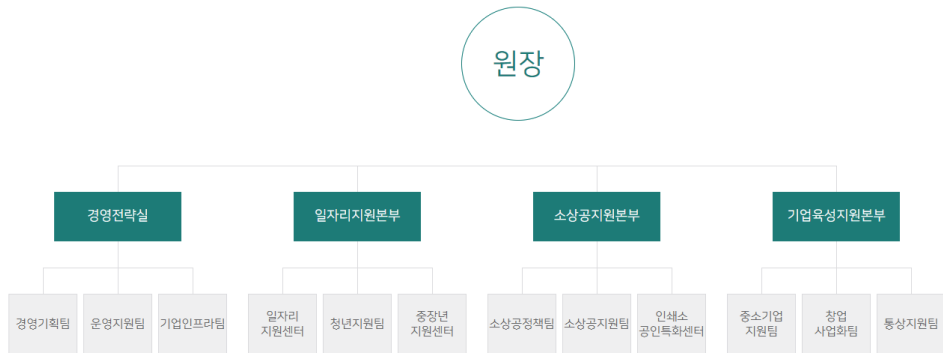 원장
경영전략실
일자리지원본부
소상공지원본부
기업육성지원본부
경영기획팀
운영지원팀
기업인프라팀
일자리
지원센터
청년지원팀
중장년
지원센터
소상공정책팀
소상공지원팀
인쇄소
공인특화센터
중소기업
지원팀
창업
사업화팀
통상지원팀